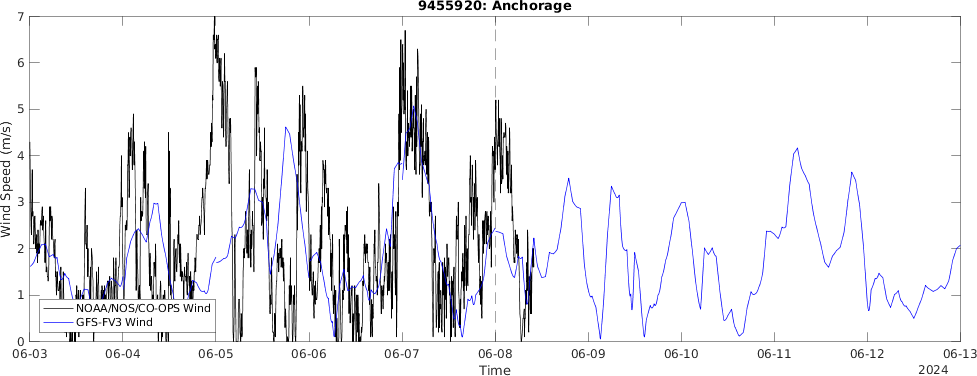 9455920: Anchorage
7
6
5
4
3
2
1
0
Wind Speed (m/s)
NOAA/NOS/CO-OPS Wind
GFS-FV3 Wind
06-03 06-04 06-05 06-06 06-07 06-08 06-09 06-10 06-11 06-12 06-13
Time
2024